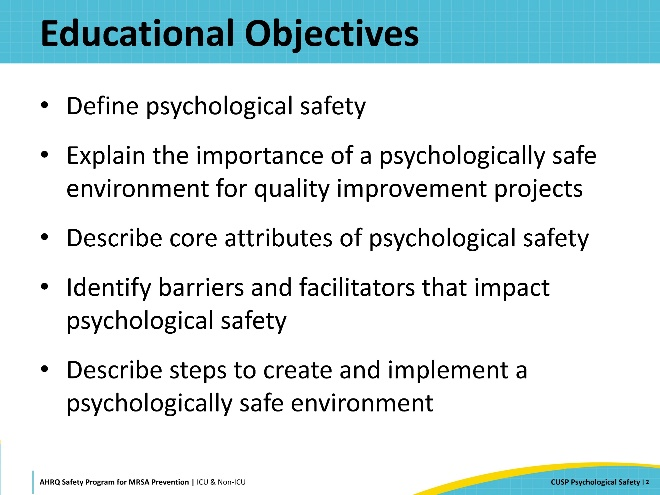 Educational Objectives
• Define psychological safety
• Explain the importance of a psychologically safe
environment for quality improvement projects
• Describe core attributes of psychological safety
• Identify barriers and facilitators that impact
psychological safety
• Describe steps to create and implement a
psychologically safe environment
AHRQ Safety Program for MRSA Prevention | ICU & Non-ICU
CUSP Psychological Safety | 2